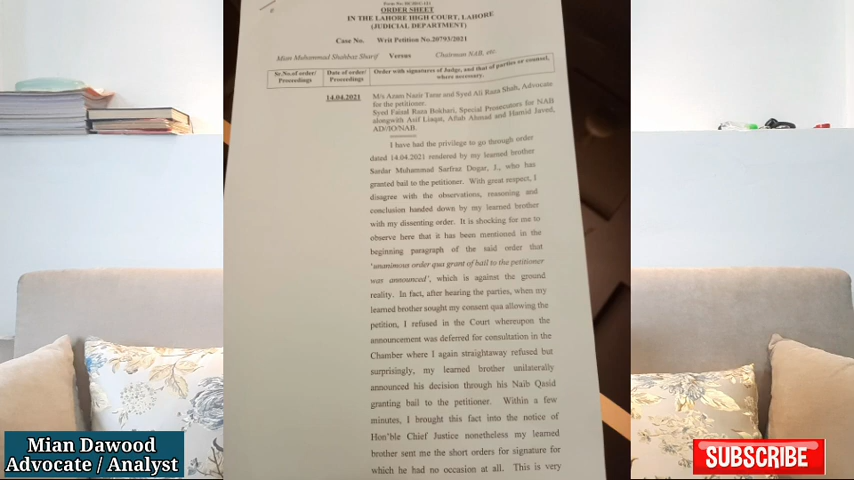 Form No. HCJD/C-121
ORDER SHEET
IN THE LAHORE HIGH COURT, LAHORE
(JUDICIAL DEPARTMENT)
Case No. Writ Petition No.20793/2021
Mian Muhammad Shahbaz Sharif Versus Chairman NAB, etc.
Sr.No.of order/ Proceedings
Date of order/ Proceedings
Order with signatures of Judge, and that of parties or counsel, where necessary.
14.04.2021
M/s Azam Nazir Tarar and Syed Ali Raza Shah, Advocate
for the petitioner.
Syed Faisal Raza Bokhari, Special Prosecutors for NAB
alongwith Asif Liaqat, Aftab Ahmad and Hamid Javed,
AD/IO/NAB.
I have had the privilege to go through order
dated 14.04.2021 rendered by my learned brother
Sardar Muhammad Sarfraz Dogar, J., who has
granted bail to the petitioner. With great respect, I
disagree with the observations, reasoning and
conclusion handed down by my learned brother
with my dissenting order. It is shocking for me to
observe here that it has been mentioned in the
beginning paragraph of the said order that
'unanimous order qua grant of bail to the petitioner
was announced', which is against the ground
reality. In fact, after hearing the parties, when my
learned brother sought my consent qua allowing the
petition, I refused in the Court whereupon the
announcement was deferred for consultation in the
Chamber where I again straightaway refused but
surprisingly, my learned brother unilaterally
announced his decision through his Naib Qasid
granting bail to the petitioner. Within a few
minutes, I brought this fact into the notice of
Hon'ble Chief Justice nonetheless my learned
brother sent me the short orders for signature for
which he had no occasion at all. This is very
Mian Dawood
Advocate / Analyst
SUBSCRIBE